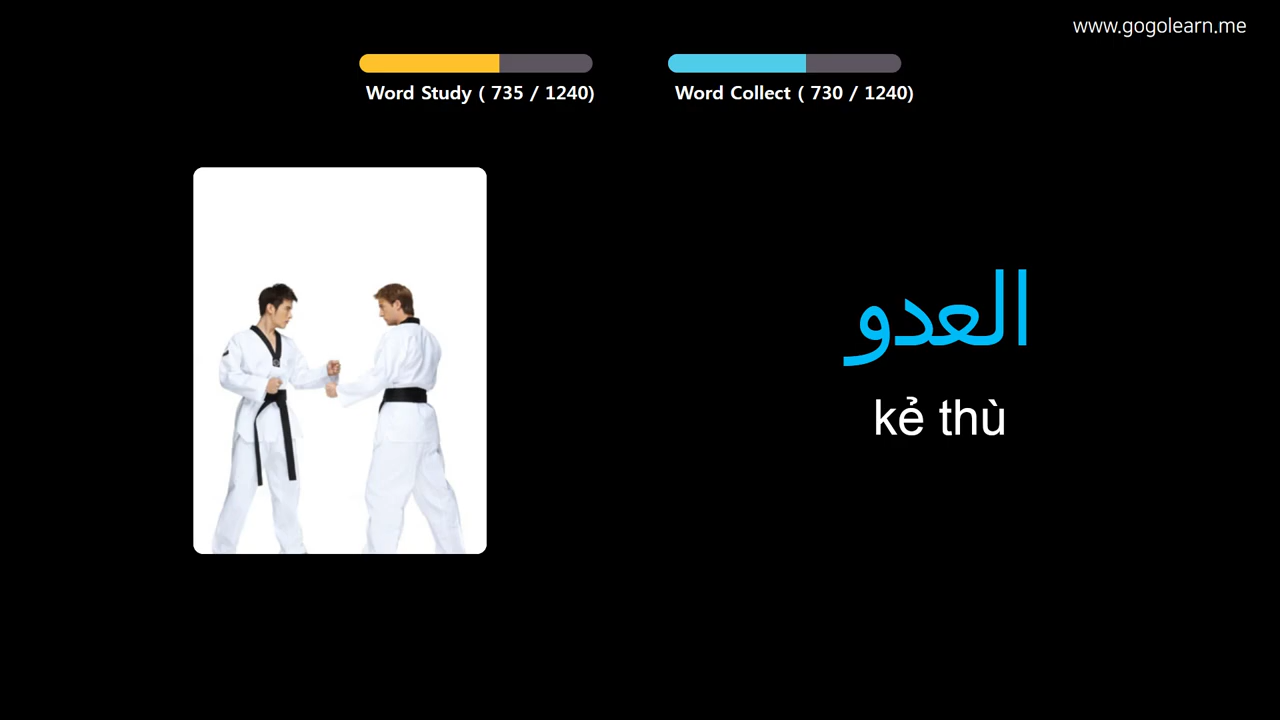 www.gogolearn.me
Word Study ( 735 / 1240)
Word Collect ( 730 / 1240)
العدو
kẻ thù